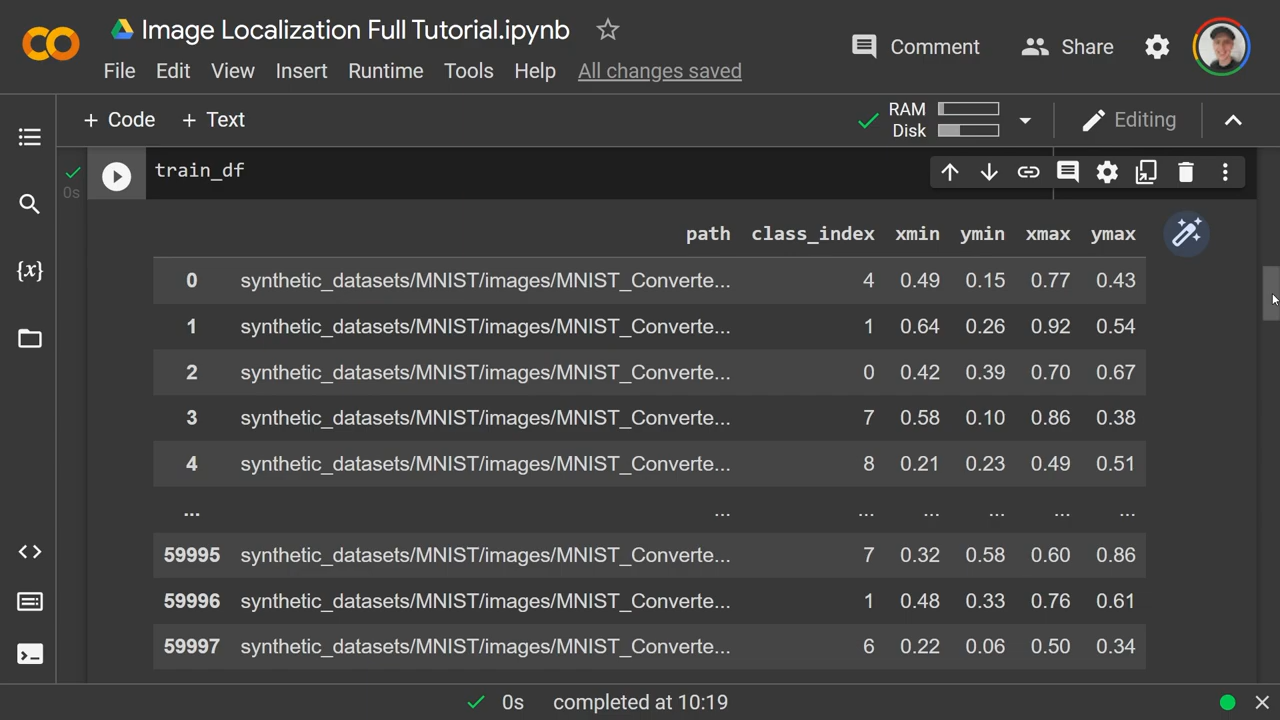 Image Localization Full Tutorial.ipynb
File Edit View Insert Runtime Tools Help All changes saved
Comment Share
+ Code + Text
RAM
Disk
Editing
0s
train_df
path class_index xmin ymin xmax ymax
0 synthetic_datasets/MNIST/images/MNIST_Converte... 4 0.49 0.15 0.77 0.43
1 synthetic_datasets/MNIST/images/MNIST_Converte... 1 0.64 0.26 0.92 0.54
2 synthetic_datasets/MNIST/images/MNIST_Converte... 0 0.42 0.39 0.70 0.67
3 synthetic_datasets/MNIST/images/MNIST_Converte... 7 0.58 0.10 0.86 0.38
4 synthetic_datasets/MNIST/images/MNIST_Converte... 8 0.21 0.23 0.49 0.51
... ... ... ... ... ... ...
59995 synthetic_datasets/MNIST/images/MNIST_Converte... 7 0.32 0.58 0.60 0.86
59996 synthetic_datasets/MNIST/images/MNIST_Converte... 1 0.48 0.33 0.76 0.61
59997 synthetic_datasets/MNIST/images/MNIST_Converte... 6 0.22 0.06 0.50 0.34
0s completed at 10:19